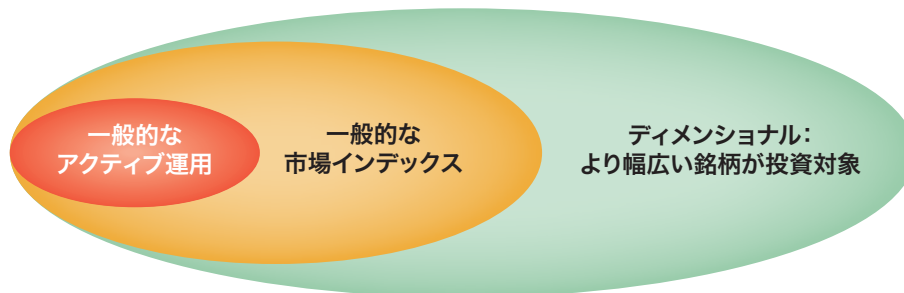 一般的な
アクティブ運用
一般的な
市場インデックス
ディメンショナル：
より幅広い銘柄が投資対象